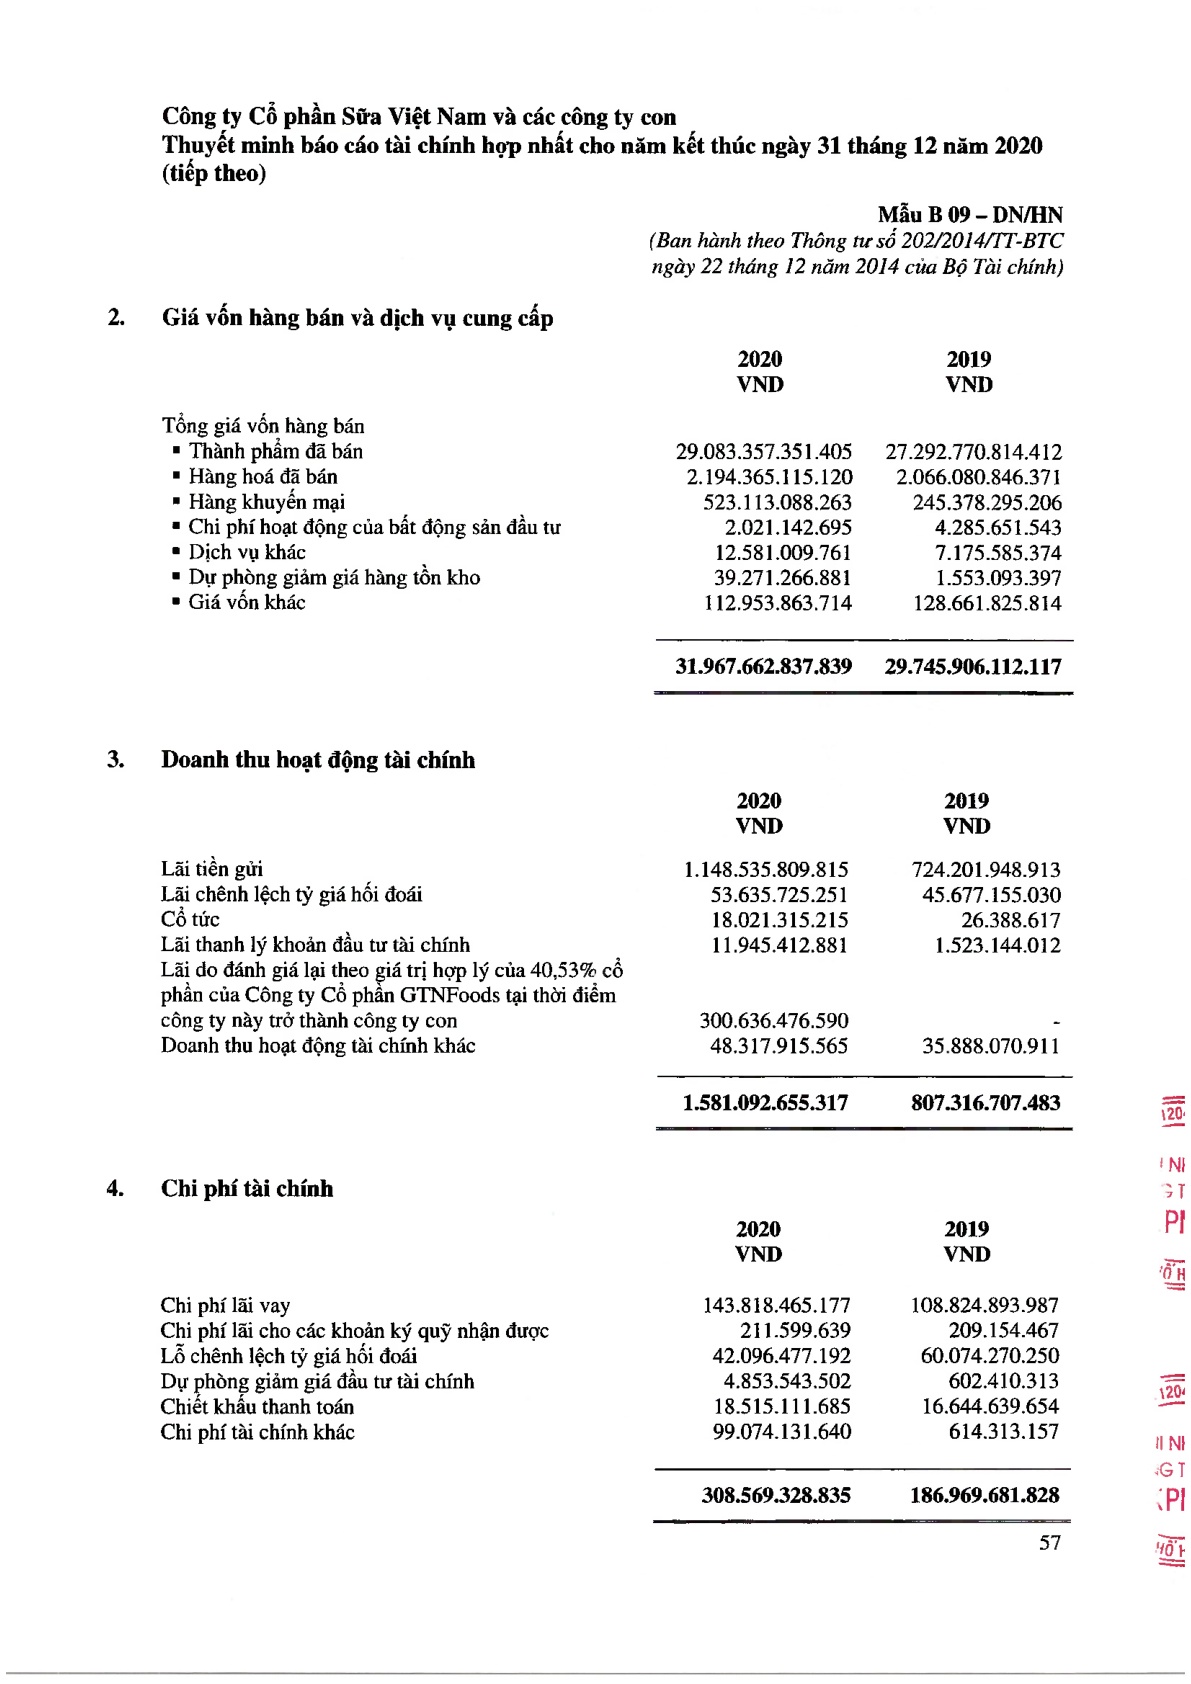 Công ty Cổ phần Sữa Việt Nam và các công ty con
Thuyết minh báo cáo tài chính hợp nhất cho năm kết thúc ngày 31 tháng 12 năm 2020
(tiếp theo)
Mẫu B 09 – DN/HN
(Ban hành theo Thông tư số 202/2014/TT-BTC
ngày 22 tháng 12 năm 2014 của Bộ Tài chính)
2. Giá vốn hàng bán và dịch vụ cung cấp
2020 2019
VND VND
Tổng giá vốn hàng bán
▪ Thành phẩm đã bán 29.083.357.351.405 27.292.770.814.412
▪ Hàng hoá đã bán 2.194.365.115.120 2.066.080.846.371
▪ Hàng khuyến mại 523.113.088.263 245.378.295.206
▪ Chi phí hoạt động của bất động sản đầu tư 2.021.142.695 4.285.651.543
▪ Dịch vụ khác 12.581.009.761 7.175.585.374
▪ Dự phòng giảm giá hàng tồn kho 39.271.266.881 1.553.093.397
▪ Giá vốn khác 112.953.863.714 128.661.825.814
31.967.662.837.839 29.745.906.112.117
3. Doanh thu hoạt động tài chính
2020 2019
VND VND
Lãi tiền gửi 1.148.535.809.815 724.201.948.913
Lãi chênh lệch tỷ giá hối đoái 53.635.725.251 45.677.155.030
Cổ tức 18.021.315.215 26.388.617
Lãi thanh lý khoản đầu tư tài chính 11.945.412.881 1.523.144.012
Lãi do đánh giá lại theo giá trị hợp lý của 40,53% cổ
phần của Công ty Cổ phần GTNFoods tại thời điểm
công ty này trở thành công ty con 300.636.476.590 -
Doanh thu hoạt động tài chính khác 48.317.915.565 35.888.070.911
1.581.092.655.317 807.316.707.483
4. Chi phí tài chính
2020 2019
VND VND
Chi phí lãi vay 143.818.465.177 108.824.893.987
Chi phí lãi cho các khoản ký quỹ nhận được 211.599.639 209.154.467
Lỗ chênh lệch tỷ giá hối đoái 42.096.477.192 60.074.270.250
Dự phòng giảm giá đầu tư tài chính 4.853.543.502 602.410.313
Chiết khấu thanh toán 18.515.111.685 16.644.639.654
Chi phí tài chính khác 99.074.131.640 614.313.157
308.569.328.835 186.969.681.828
57